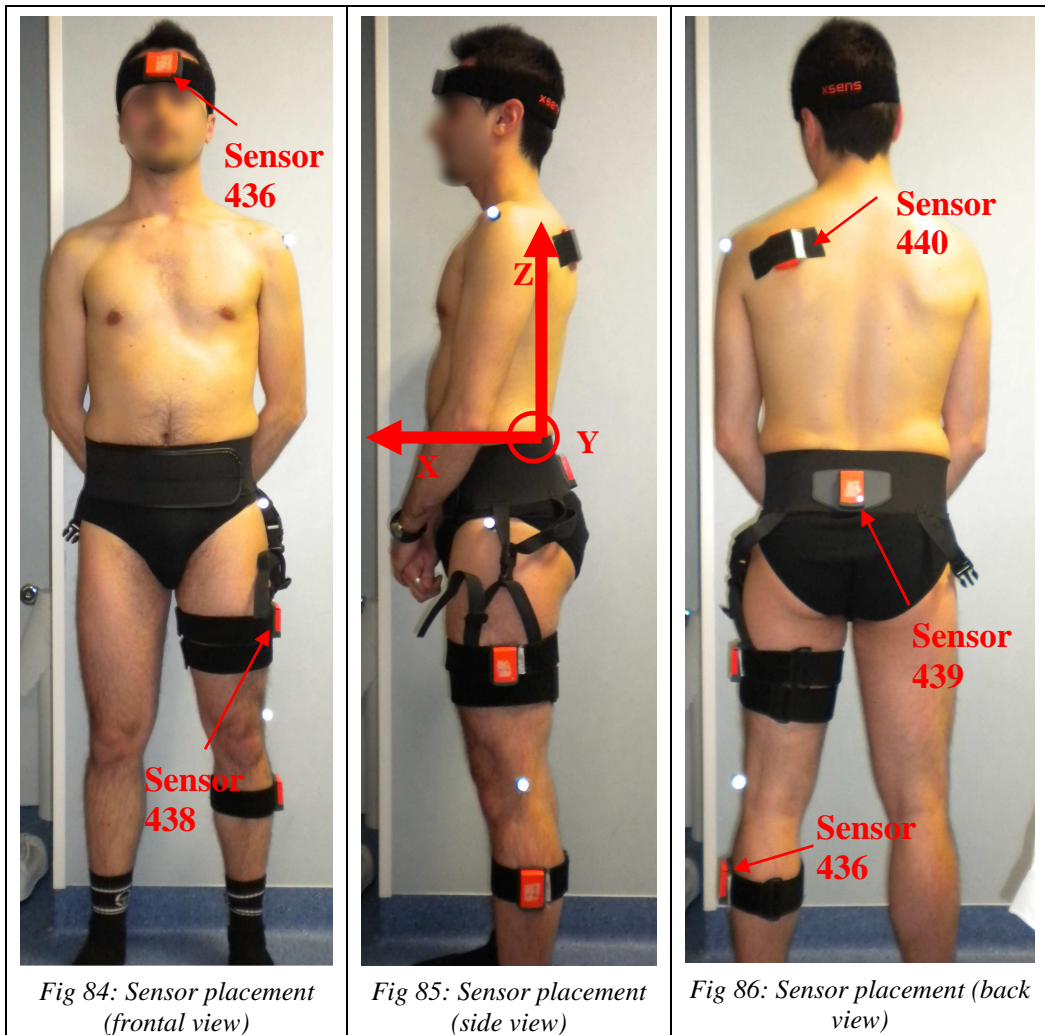 xsens
xsens
Sensor
436
Sensor
440
Z
Y
X
Sensor
439
Sensor
438
Sensor
436
Fig 84: Sensor placement
(frontal view)
Fig 85: Sensor placement
(side view)
Fig 86: Sensor placement (back
view)